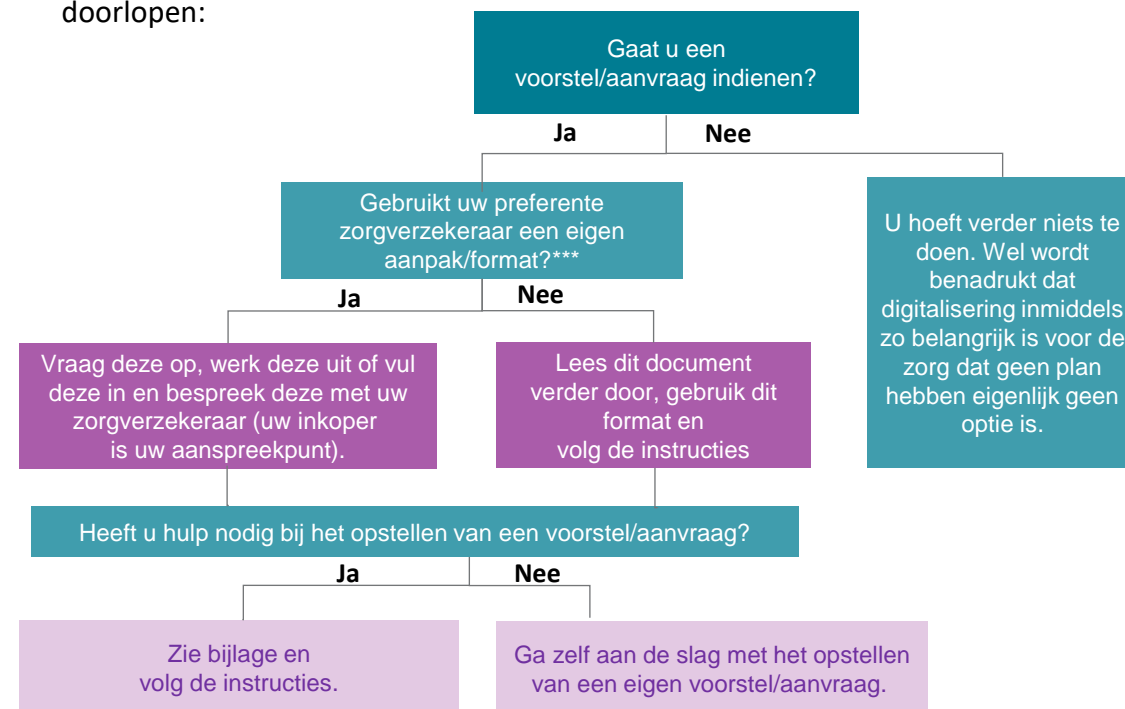 doorlopen:
Gaat u een
voorstel/aanvraag indienen?
Ja
Nee
Gebruikt uw preferente
zorgverzekeraar een eigen
aanpak/format?***
U hoeft verder niets te
doen. Wel wordt
benadrukt dat
digitalisering inmiddels
zo belangrijk is voor de
zorg dat geen plan
hebben eigenlijk geen
optie is.
Ja
Nee
Vraag deze op, werk deze uit of vul
deze in en bespreek deze met uw
zorgverzekeraar (uw inkoper
is uw aanspreekpunt).
Lees dit document
verder door, gebruik dit
format en
volg de instructies
Heeft u hulp nodig bij het opstellen van een voorstel/aanvraag?
Ja
Nee
Zie bijlage en
volg de instructies.
Ga zelf aan de slag met het opstellen
van een eigen voorstel/aanvraag.